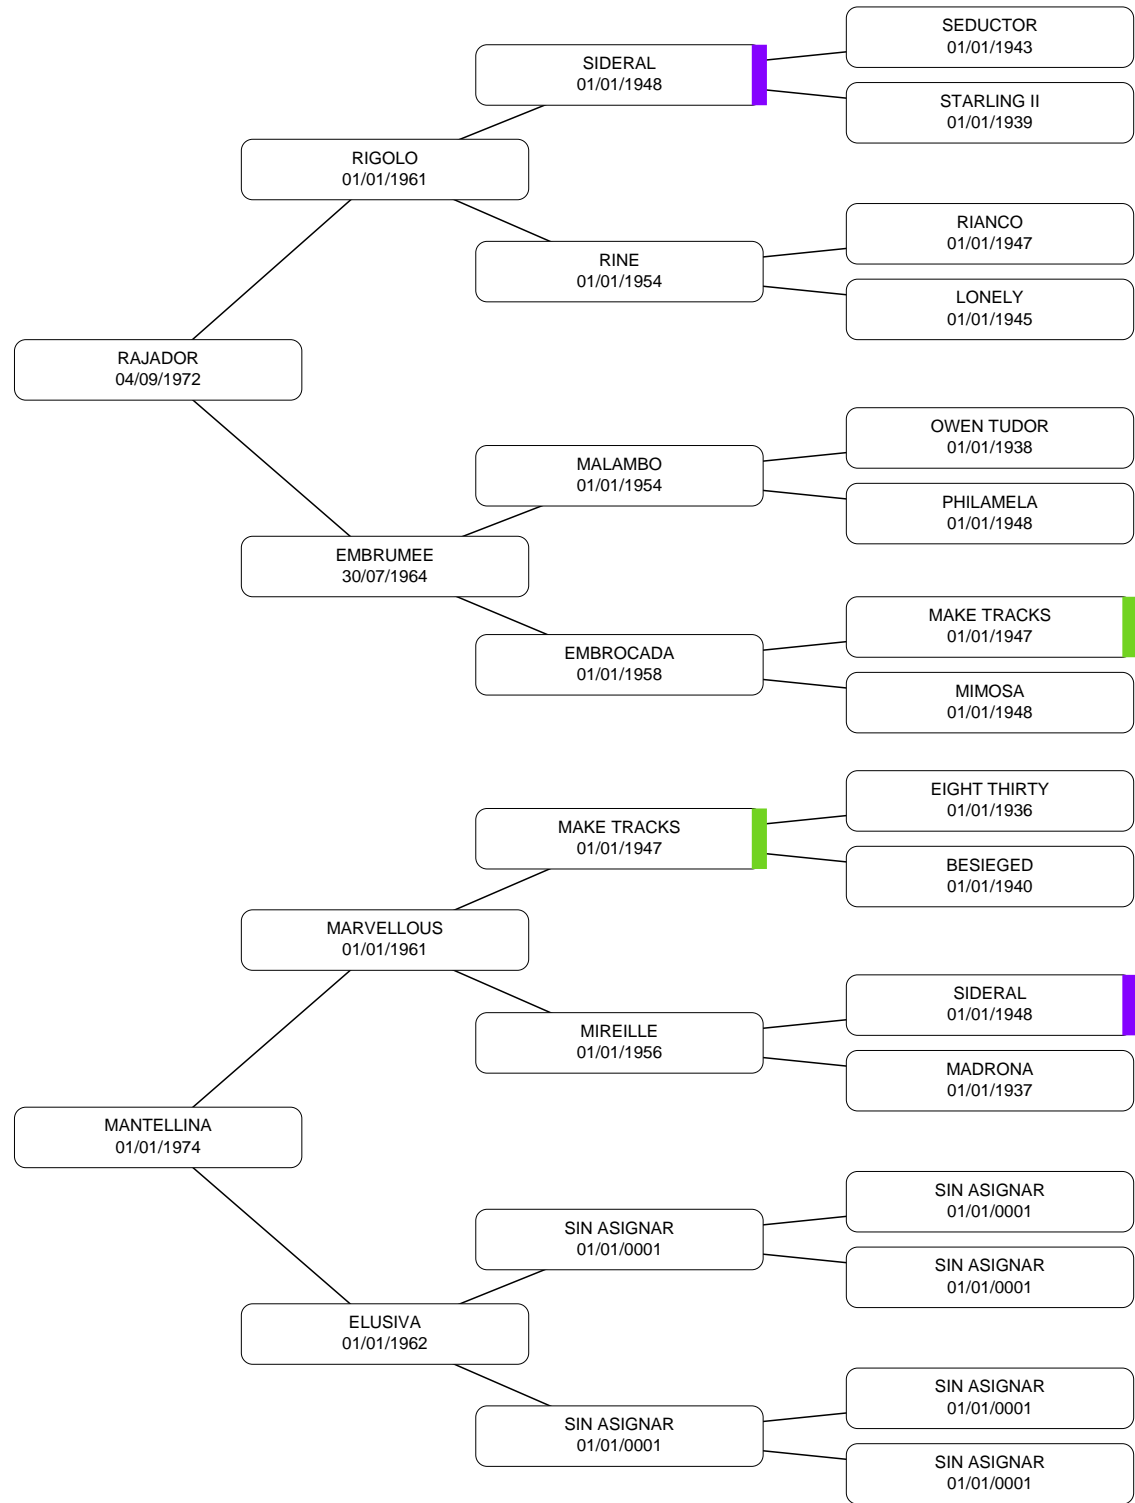 SEDUCTOR
01/01/1943
SIDERAL
01/01/1948
STARLING II
01/01/1939
RIGOLO
01/01/1961
RIANCO
01/01/1947
RINE
01/01/1954
LONELY
01/01/1945
RAJADOR
04/09/1972
OWEN TUDOR
01/01/1938
MALAMBO
01/01/1954
PHILAMELA
01/01/1948
EMBRUMEE
30/07/1964
MAKE TRACKS
01/01/1947
EMBROCADA
01/01/1958
MIMOSA
01/01/1948
EIGHT THIRTY
01/01/1936
MAKE TRACKS
01/01/1947
BESIEGED
01/01/1940
MARVELLOUS
01/01/1961
SIDERAL
01/01/1948
MIREILLE
01/01/1956
MADRONA
01/01/1937
MANTELLINA
01/01/1974
SIN ASIGNAR
01/01/0001
SIN ASIGNAR
01/01/0001
SIN ASIGNAR
01/01/0001
ELUSIVA
01/01/1962
SIN ASIGNAR
01/01/0001
SIN ASIGNAR
01/01/0001
SIN ASIGNAR
01/01/0001